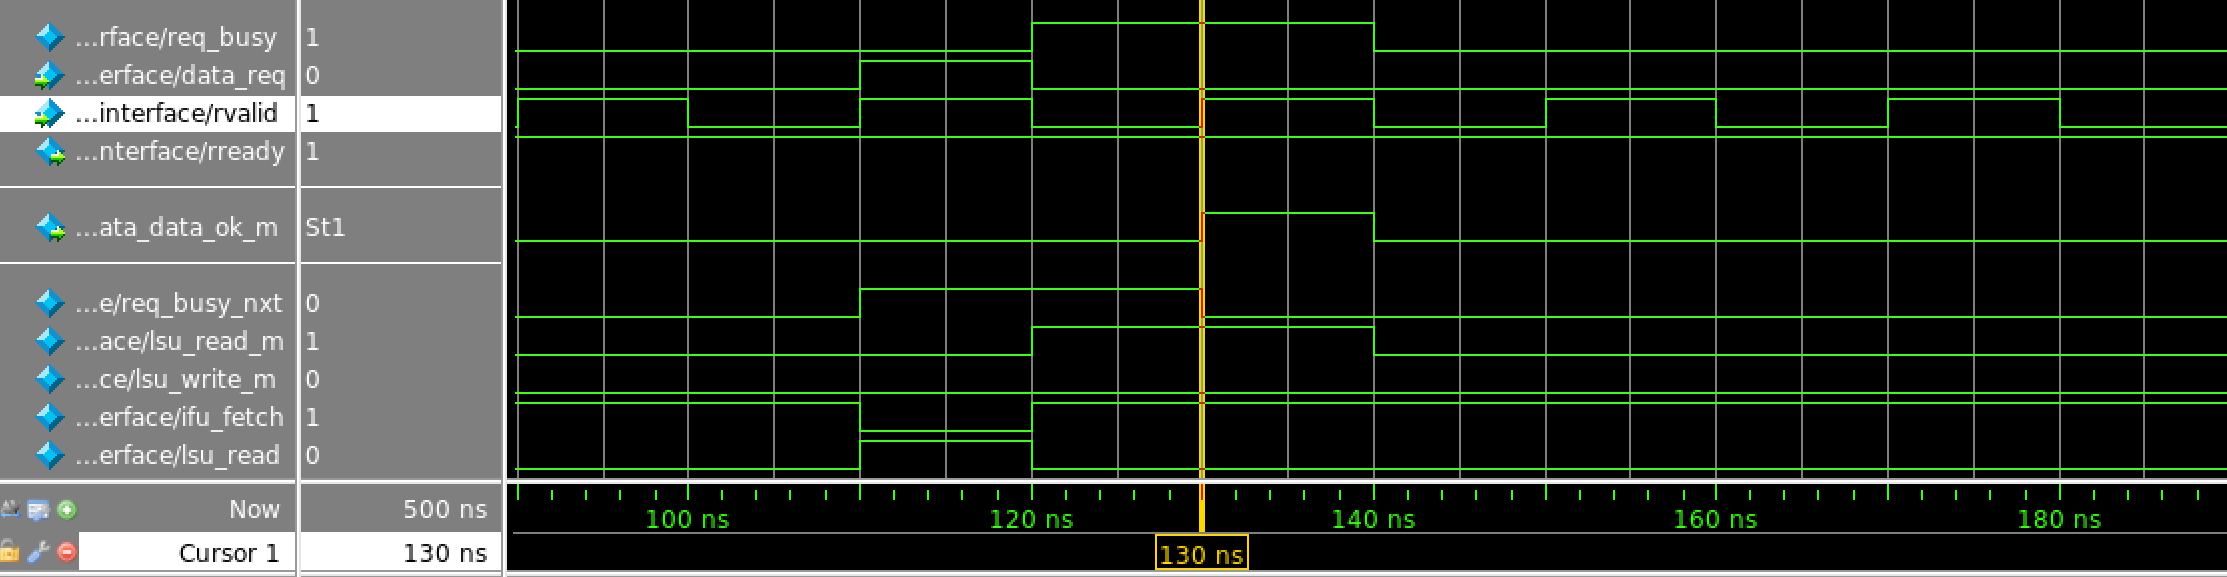 ...rface/req_busy 1
...erface/data_req 0
...interface/rvalid 1
...nterface/rready 1
...ata_data_ok_m St1
...e/req_busy_nxt 0
...ace/lsu_read_m 1
...ce/lsu_write_m 0
...erface/ifu_fetch 1
...erface/lsu_read 0
Now 500 ns 100 ns 120 ns 140 ns 160 ns 180 ns
Cursor 1 130 ns 130 ns